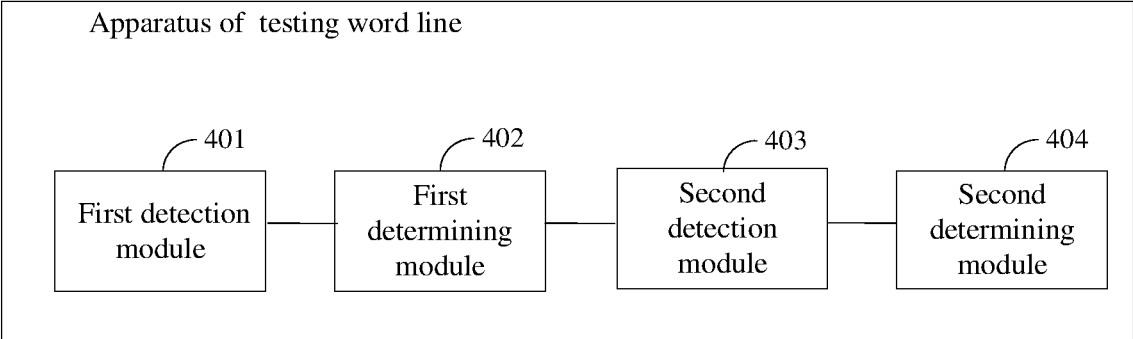 Apparatus of testing word line
401
402
403
404
First detection
module
First
determining
module
Second
detection
module
Second
determining
module